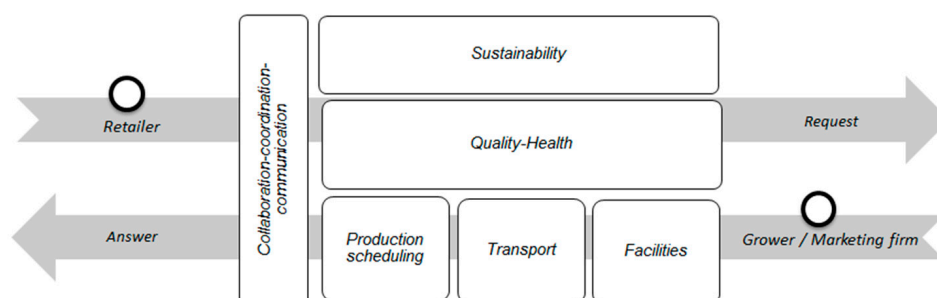 Collaboration-coordination-
communication
Sustainability
Retailer
Quality-Health
Request
Answer
Production
scheduling
Transport
Facilities
Grower / Marketing firm